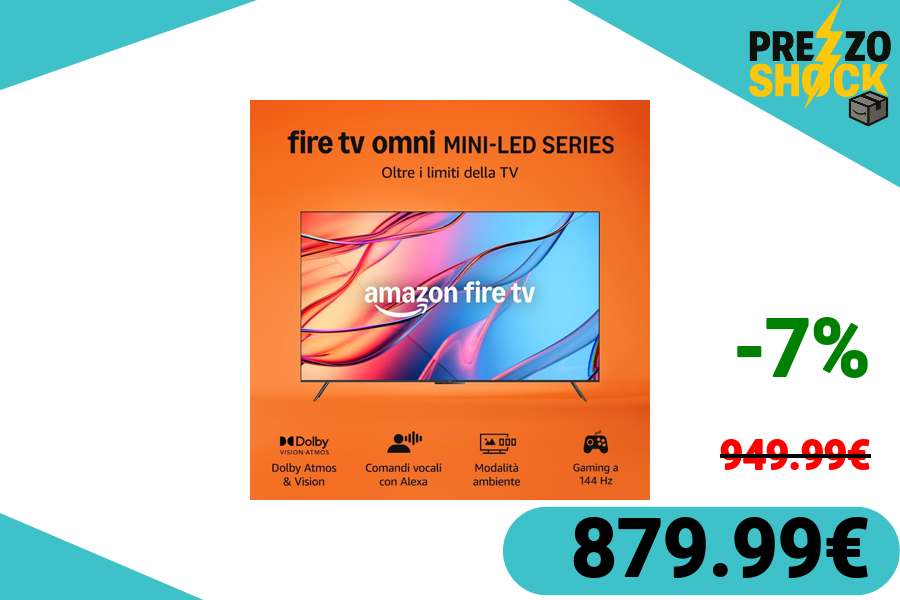 PREZZO
SHOCK
fire tv omni MINI-LED SERIES
Oltre i limiti della TV
amazon fire tv
Dolby
VISION·ATMOS
Dolby Atmos
& Vision
Comandi vocali
con Alexa
Modalità
ambiente
Gaming a
144 Hz
-7%
949.99€
879.99€